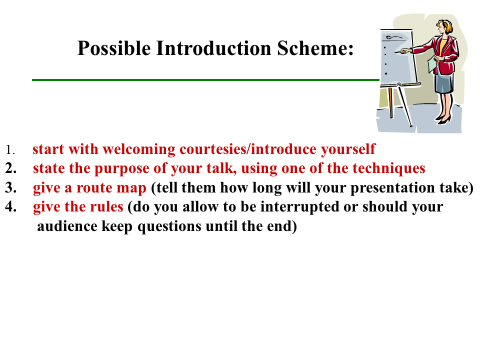 Possible Introduction Scheme:
1. start with welcoming courtesies/introduce yourself
2. state the purpose of your talk, using one of the techniques
3. give a route map (tell them how long will your presentation take)
4. give the rules (do you allow to be interrupted or should your
audience keep questions until the end)